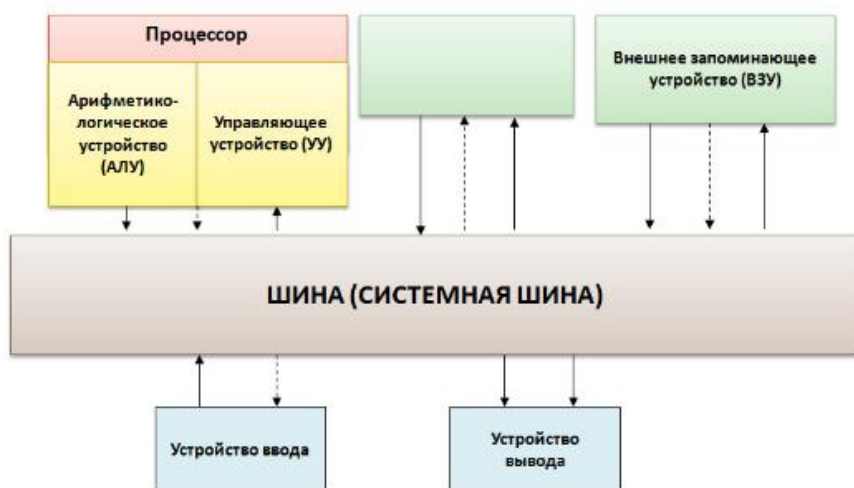 Процессор
Арифметико-
логическое
устройство
(АЛУ)
Управляющее
устройство (УУ)
Внешнее запоминающее
устройство (ВЗУ)
ШИНА (СИСТЕМНАЯ ШИНА)
Устройство ввода
Устройство
вывода